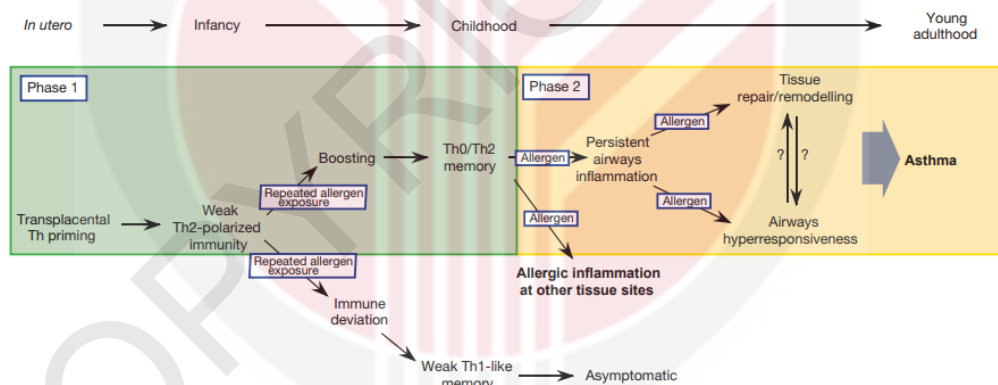 In utero
Infancy
Childhood
Young
adulthood
Phase 1
Phase 2
Transplacental
Th priming
Weak
Th2-polarized
immunity
Repeated allergen
exposure
Boosting
Th0/Th2
memory
Allergen
Persistent
airways
inflammation
Allergen
Allergen
Tissue
repair/remodelling
?
?
Airways
hyperresponsiveness
Asthma
Allergen
Allergic inflammation
at other tissue sites
Repeated allergen
exposure
Immune
deviation
Weak Th1-like
memory
Asymptomatic
OPYRIG